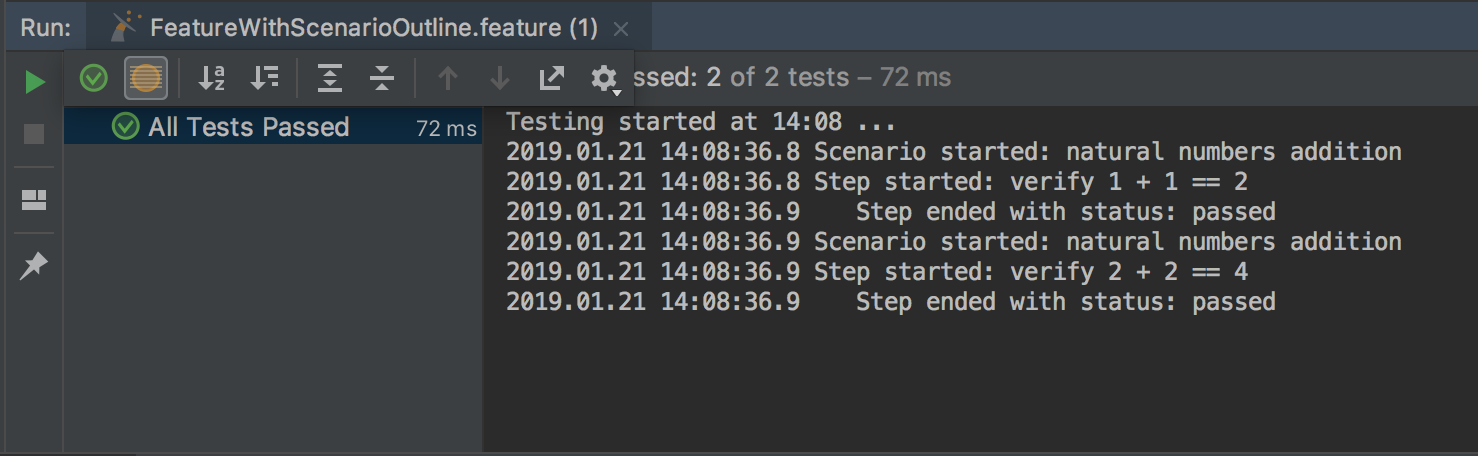 Run: FeatureWithScenarioOutline.feature (1)
ssed: 2 of 2 tests – 72 ms
All Tests Passed 72 ms
Testing started at 14:08 ...
2019.01.21 14:08:36.8 Scenario started: natural numbers addition
2019.01.21 14:08:36.8 Step started: verify 1 + 1 == 2
2019.01.21 14:08:36.9    Step ended with status: passed
2019.01.21 14:08:36.9 Scenario started: natural numbers addition
2019.01.21 14:08:36.9 Step started: verify 2 + 2 == 4
2019.01.21 14:08:36.9    Step ended with status: passed